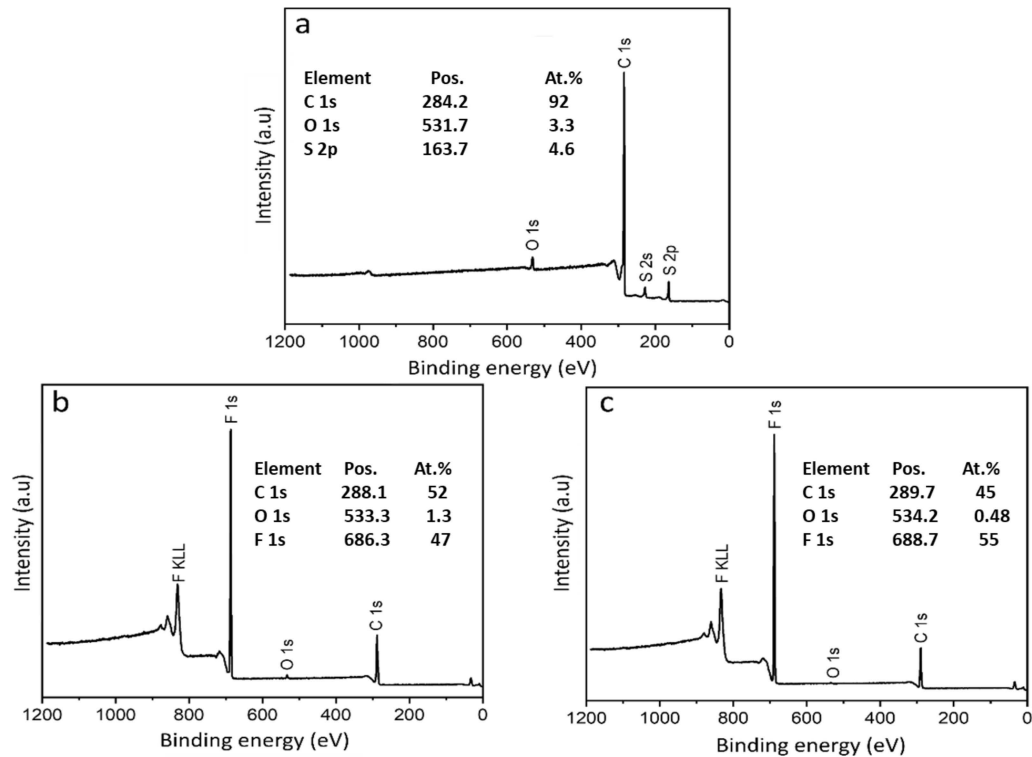 a
Element Pos. At.%
C 1s 284.2 92
O 1s 531.7 3.3
S 2p 163.7 4.6
C 1s
O 1s
S 2s
S 2p
Intensity (a.u)
1200 1000 800 600 400 200 0
Binding energy (eV)
b
F 1s
Element Pos. At.%
C 1s 288.1 52
O 1s 533.3 1.3
F 1s 686.3 47
F KLL
O 1s
C 1s
Intensity (a.u)
1200 1000 800 600 400 200 0
Binding energy (eV)
c
F 1s
Element Pos. At.%
C 1s 289.7 45
O 1s 534.2 0.48
F 1s 688.7 55
F KLL
O 1s
C 1s
Intensity (a.u)
1200 1000 800 600 400 200 0
Binding energy (eV)